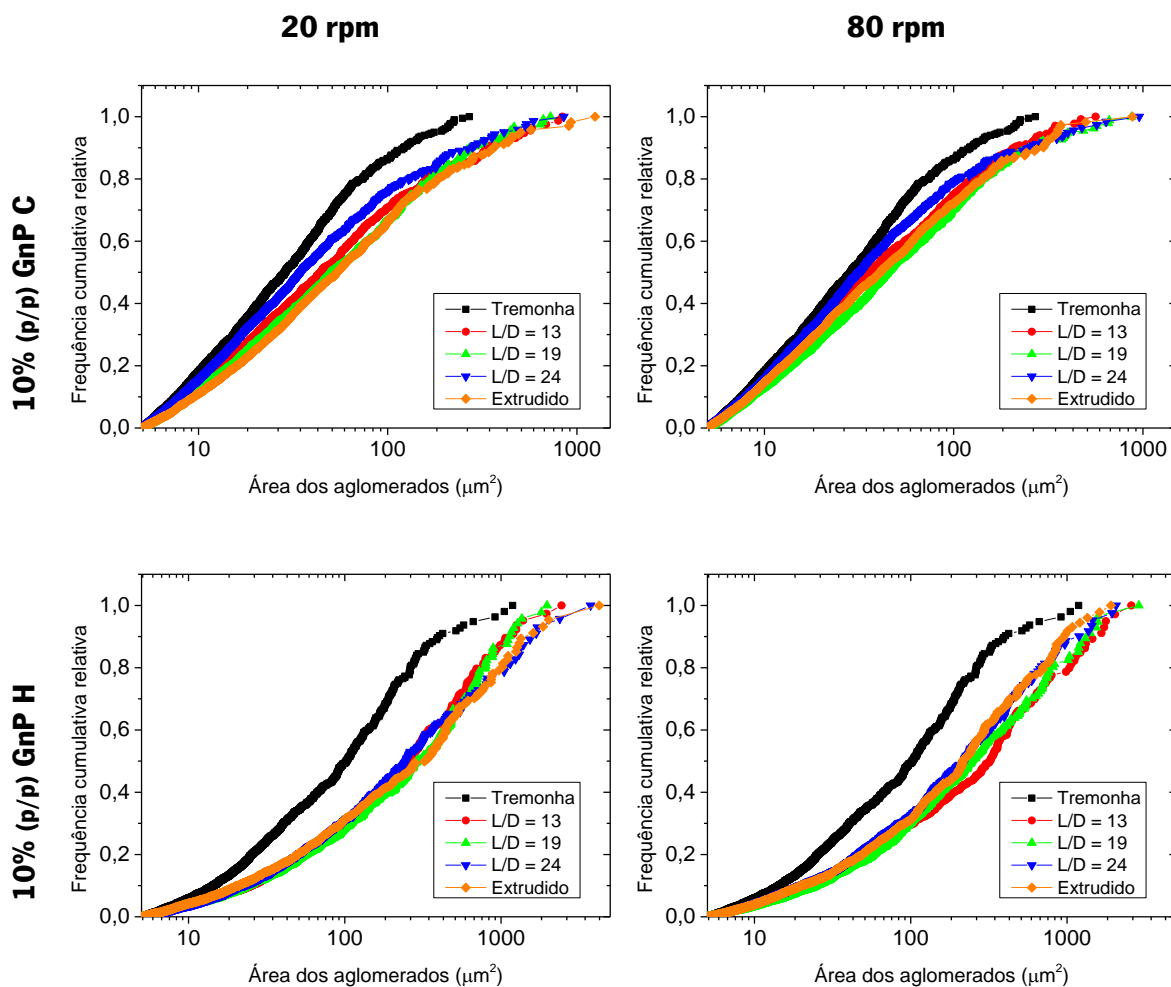 20 rpm
80 rpm
10% (p/p) GnP C
Frequência cumulativa relativa
1,0
0,8
0,6
0,4
0,2
0,0
Tremonha
L/D = 13
L/D = 19
L/D = 24
Extrudido
10
100
1000
Área dos aglomerados (μm²)
Frequência cumulativa relativa
1,0
0,8
0,6
0,4
0,2
0,0
Tremonha
L/D = 13
L/D = 19
L/D = 24
Extrudido
10
100
1000
Área dos aglomerados (μm²)
10% (p/p) GnP H
Frequência cumulativa relativa
1,0
0,8
0,6
0,4
0,2
0,0
Tremonha
L/D = 13
L/D = 19
L/D = 24
Extrudido
10
100
1000
Área dos aglomerados (μm²)
Frequência cumulativa relativa
1,0
0,8
0,6
0,4
0,2
0,0
Tremonha
L/D = 13
L/D = 19
L/D = 24
Extrudido
10
100
1000
Área dos aglomerados (μm²)